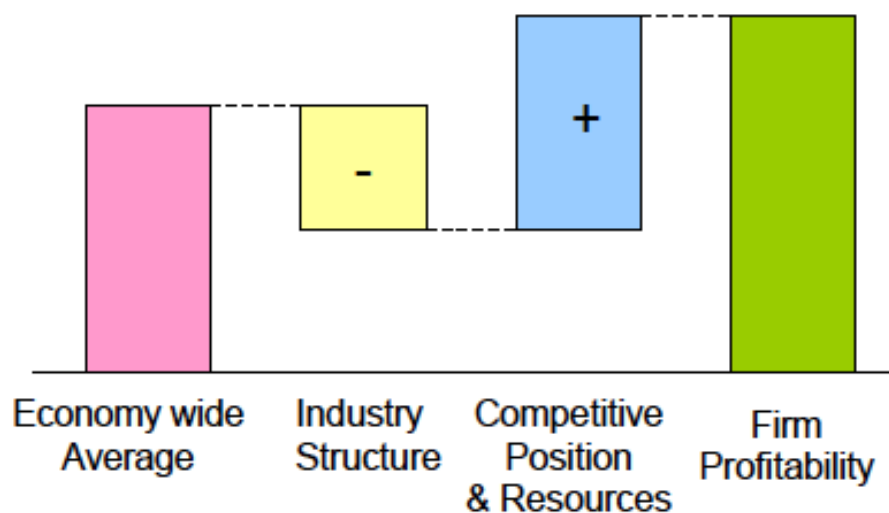 -
+
Economy wide
Average
Industry
Structure
Competitive
Position
& Resources
Firm
Profitability